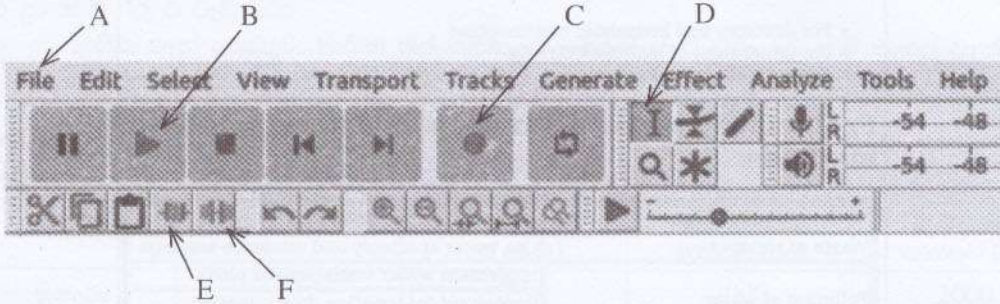 A B C D
File Edit Select View Transport Tracks Generate Effect Analyze Tools Help
L -54 -48
R
L -54 -48
R
- +
E F